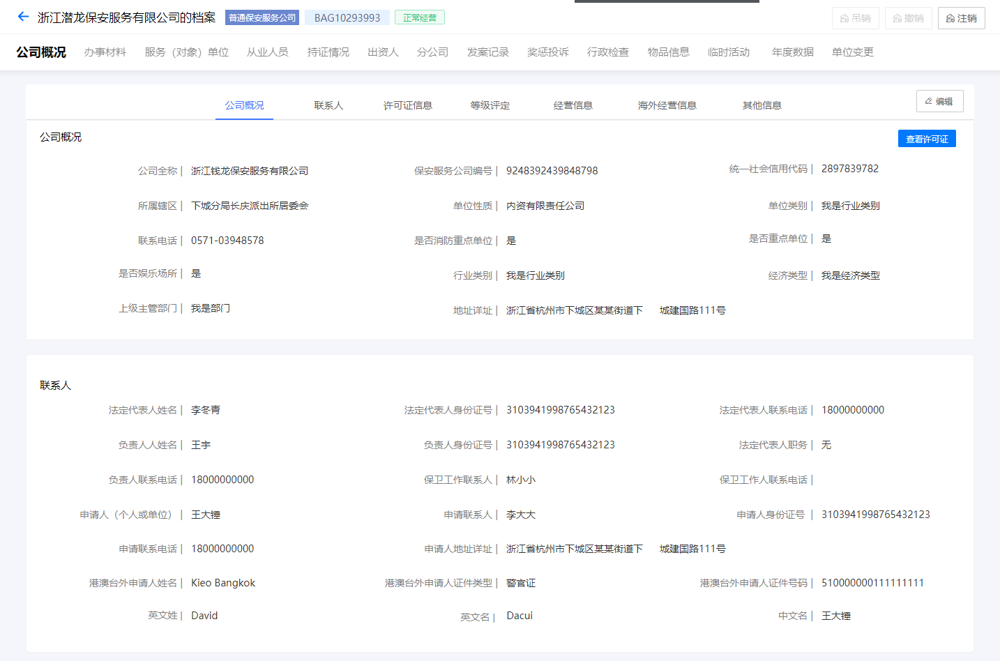 浙江潜龙保安服务有限公司的档案 普通保安服务公司 BAG10293993 正常经营 吊销 撤销 注销
公司概况 办事材料 服务（对象）单位 从业人员 持证情况 出资人 分公司 发案记录 奖惩投诉 行政检查 物品信息 临时活动 年度数据 单位变更
公司概况 联系人 许可证信息 等级评定 经营信息 海外经营信息 其他信息 编辑
公司概况 查看许可证
公司全称 | 浙江钱龙保安服务有限公司 保安服务公司编号 | 9248392439848798 统一社会信用代码 | 2897839782
所属辖区 | 下城分局长庆派出所居委会 单位性质 | 内资有限责任公司 单位类别 | 我是行业类别
联系电话 | 0571-03948578 是否消防重点单位 | 是 是否重点单位 | 是
是否娱乐场所 | 是 行业类别 | 我是行业类别 经济类型 | 我是经济类型
上级主管部门 | 我是部门 地址详址 | 浙江省杭州市下城区某某街道下 城建国路111号
联系人
法定代表人姓名 | 李冬青 法定代表人身份证号 | 3103941998765432123 法定代表人联系电话 | 18000000000
负责人人姓名 | 王宇 负责人身份证号 | 3103941998765432123 法定代表人职务 | 无
负责人联系电话 | 18000000000 保卫工作联系人 | 林小小 保卫工作人联系电话 |
申请人（个人或单位） | 王大锤 申请联系人 | 李大大 申请人身份证号 | 3103941998765432123
申请联系电话 | 18000000000 申请人地址详址 | 浙江省杭州市下城区某某街道下 城建国路111号
港澳台外申请人姓名 | Kieo Bangkok 港澳台外申请人证件类型 | 警官证 港澳台外申请人证件号码 | 510000000111111111
英文姓 | David 英文名 | Dacui 中文名 | 王大锤